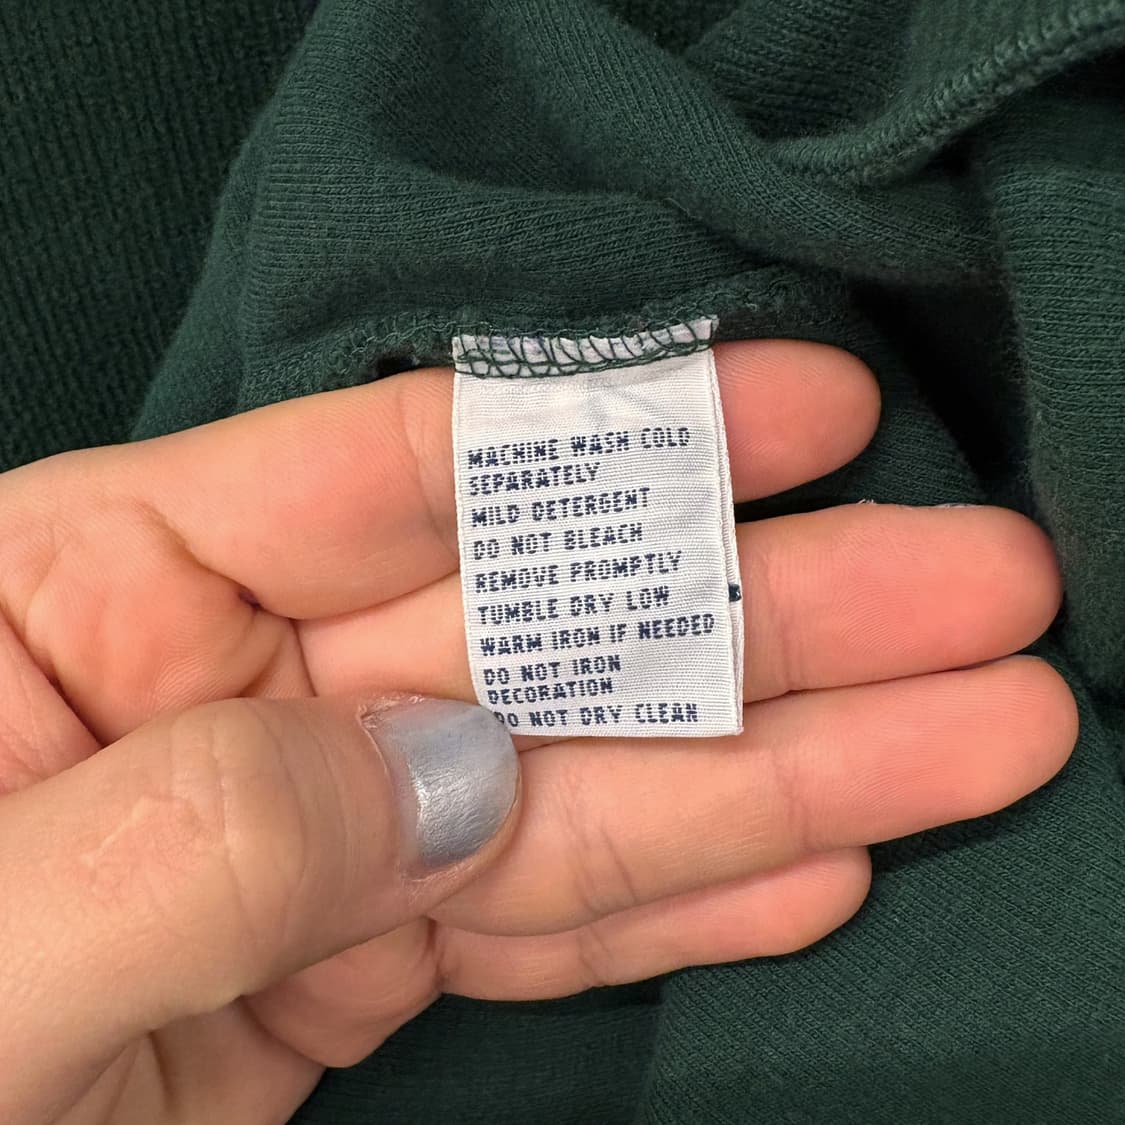 MACHINE WASH COLD
SEPARATELY
MILD DETERGENT
DO NOT BLEACH
REMOVE PROMPTLY
TUMBLE DRY LOW
WARM IRON IF NEEDED
DO NOT IRON
DECORATION
DO NOT DRY CLEAN